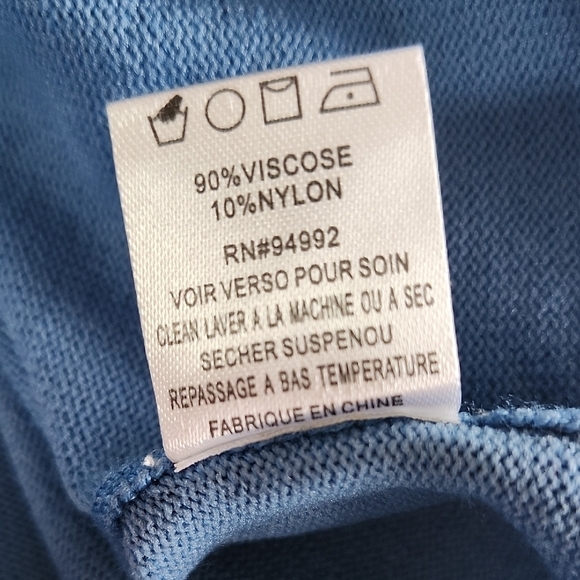 90%VISCOSE
10%NYLON
RN#94992
VOIR VERSO POUR SOIN
CLEAN LAVER A LA MACHINE OU A SEC
SECHER SUSPENOU
REPASSAGE A BAS TEMPERATURE
FABRIQUE EN CHINE